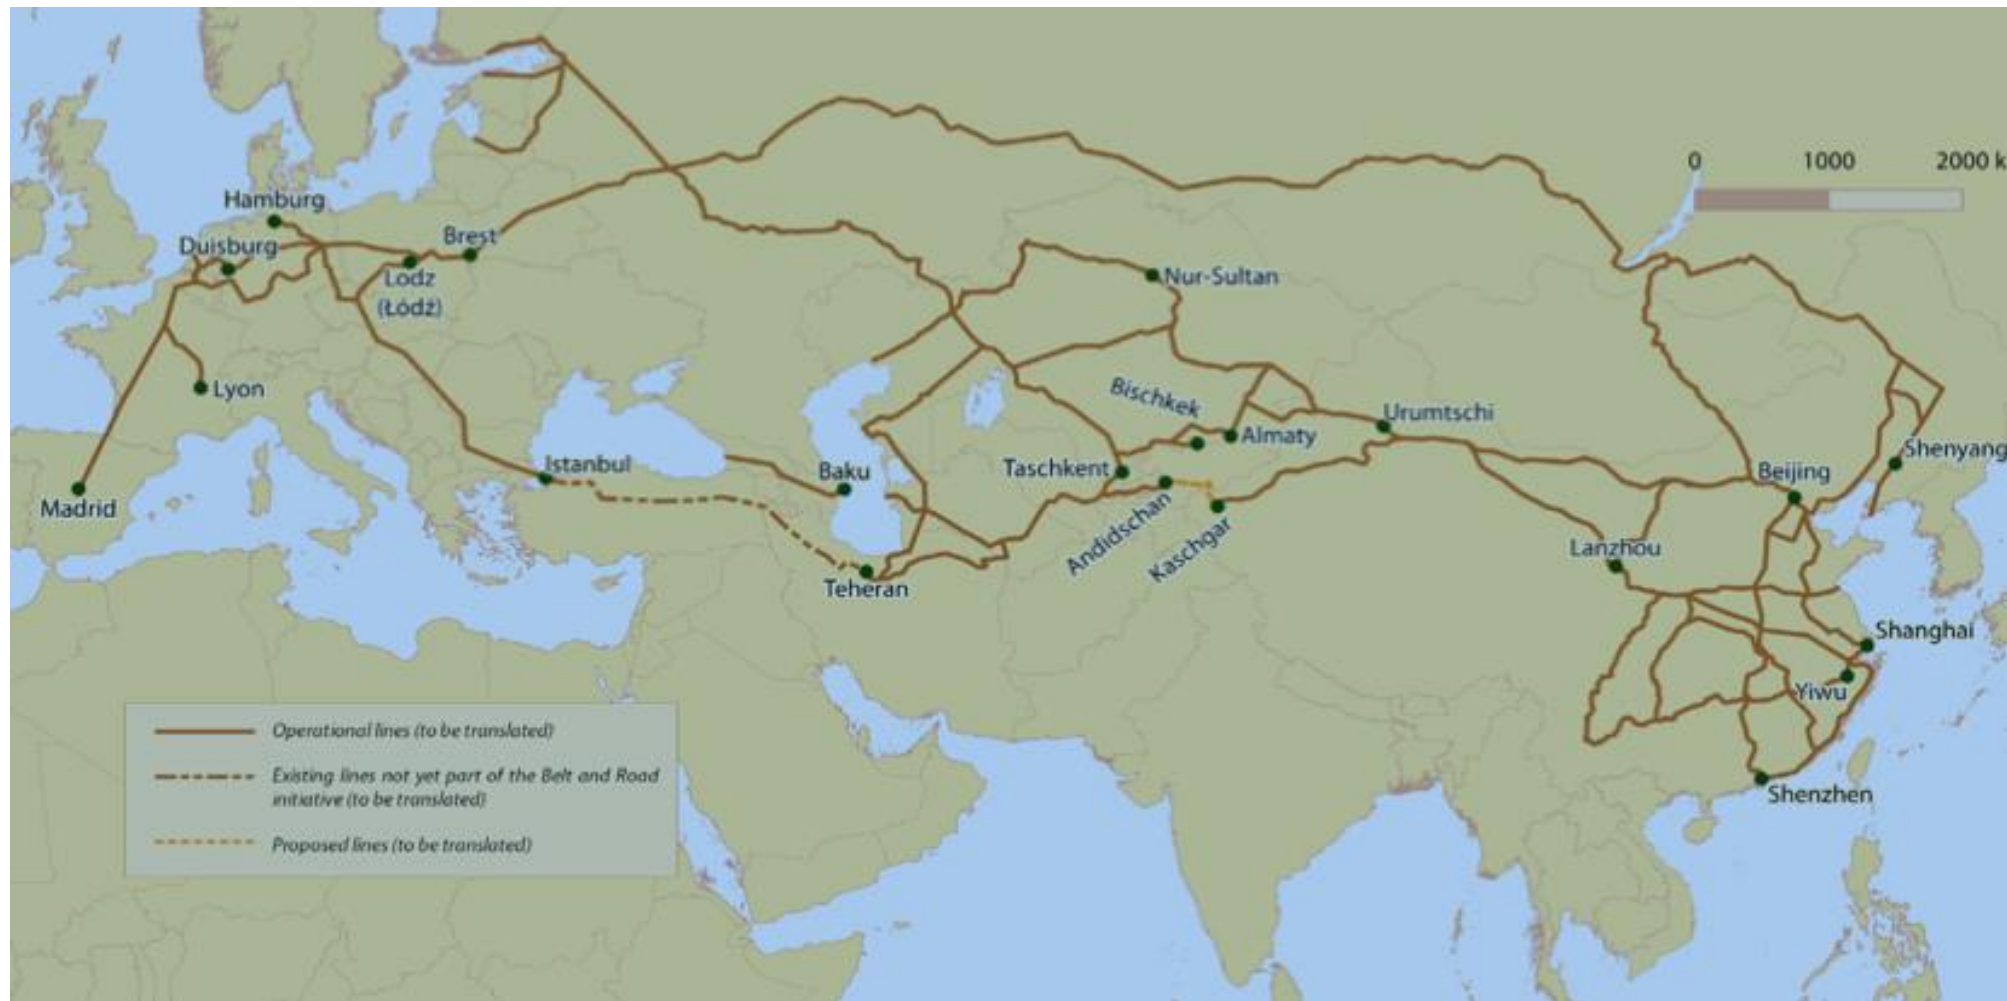 0 1000 2000 k
Hamburg
Duisburg
Brest
Lodz
(Łódź)
Nur-Sultan
Lyon
Bischkek
Urumtschi
Almaty
Shenyang
Istanbul
Baku
Taschkent
Beijing
Madrid
Andidschan
Kaschgar
Lanzhou
Teheran
Shanghai
Yiwu
Shenzhen
Operational lines (to be translated)
Existing lines not yet part of the Belt and Road
initiative (to be translated)
Proposed lines (to be translated)